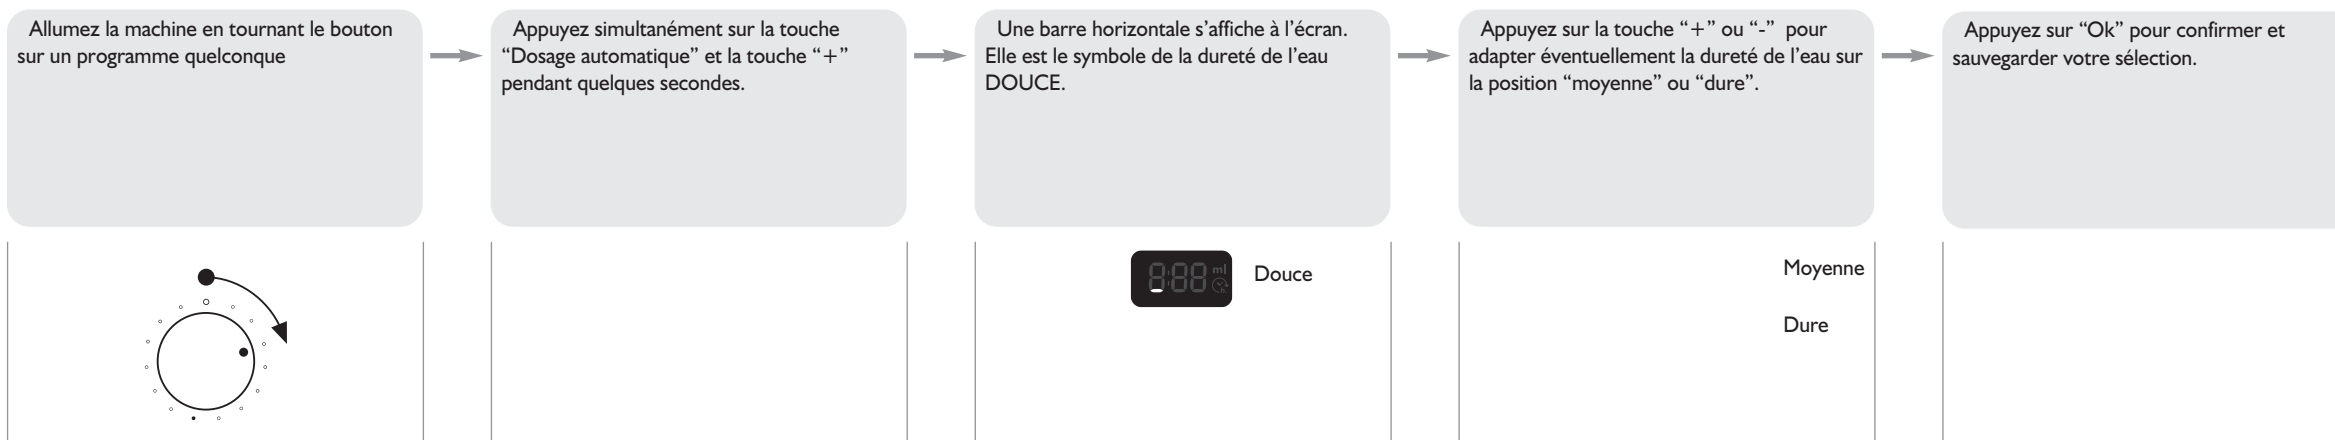 Allumez la machine en tournant le bouton
sur un programme quelconque
Appuyez simultanément sur la touche
“Dosage automatique” et la touche “+”
pendant quelques secondes.
Une barre horizontale s’affiche à l’écran.
Elle est le symbole de la dureté de l’eau
DOUCE.
Appuyez sur la touche “+” ou “-” pour
adapter éventuellement la dureté de l’eau sur
la position “moyenne” ou “dure”.
Appuyez sur “Ok” pour confirmer et
sauvegarder votre sélection.
8:88 ml
h
Douce
Moyenne
Dure